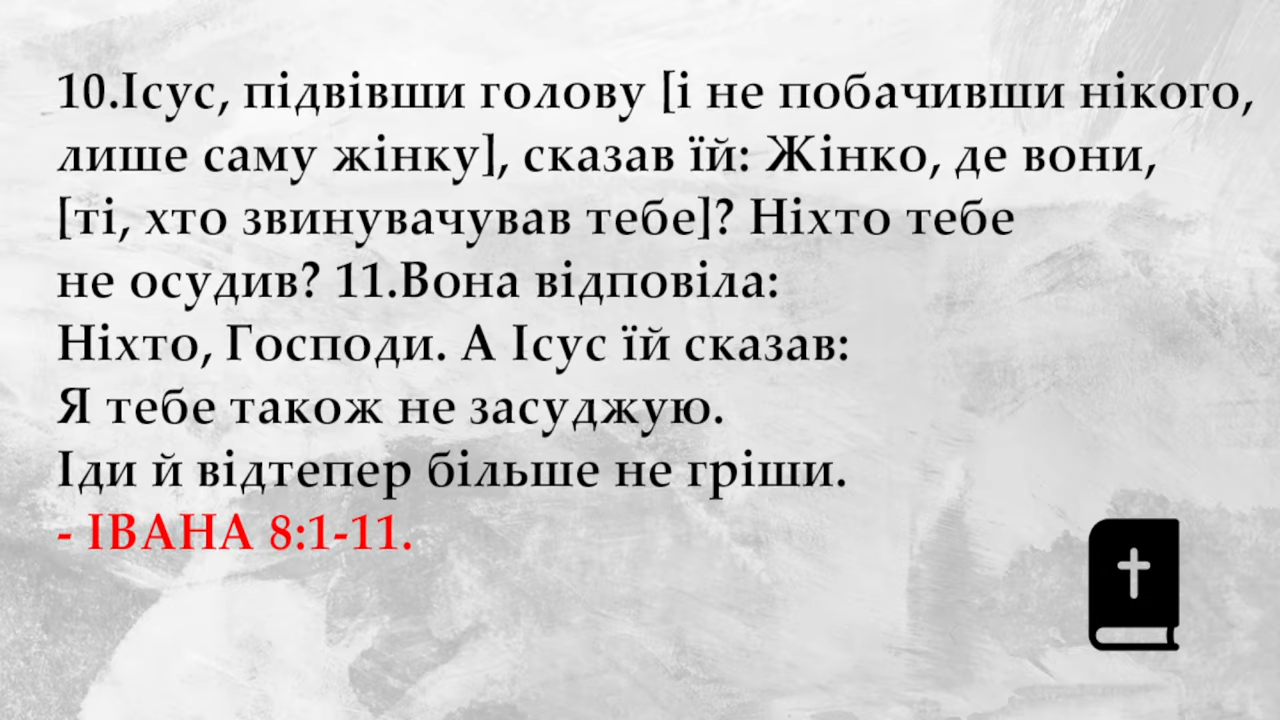 10.Ісус, підвівши голову [і не побачивши нікого,
лише саму жінку], сказав їй: Жінко, де вони,
[ті, хто звинувачував тебе]? Ніхто тебе
не осудив? 11.Вона відповіла:
Ніхто, Господи. А Ісус їй сказав:
Я тебе також не засуджую.
Іди й відтепер більше не гріши.
- ІВАНА 8:1-11.